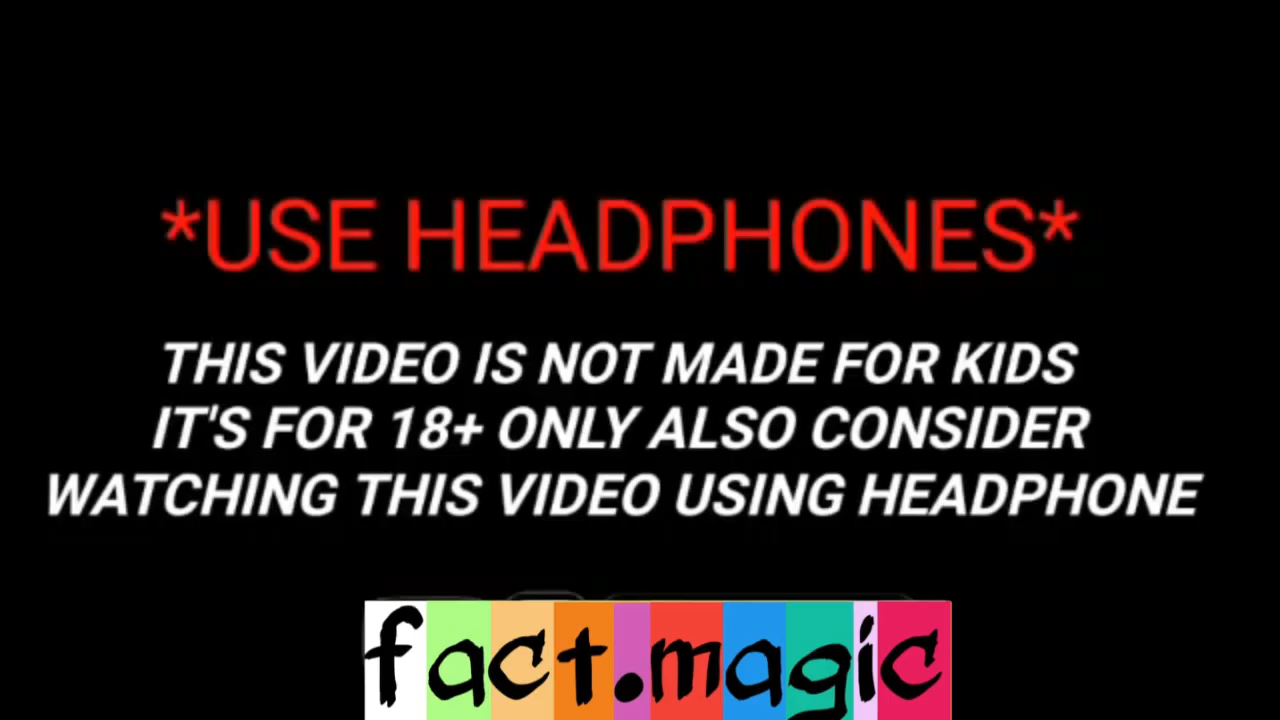 *USE HEADPHONES*
THIS VIDEO IS NOT MADE FOR KIDS
IT'S FOR 18+ ONLY ALSO CONSIDER
WATCHING THIS VIDEO USING HEADPHONE
fact.magic